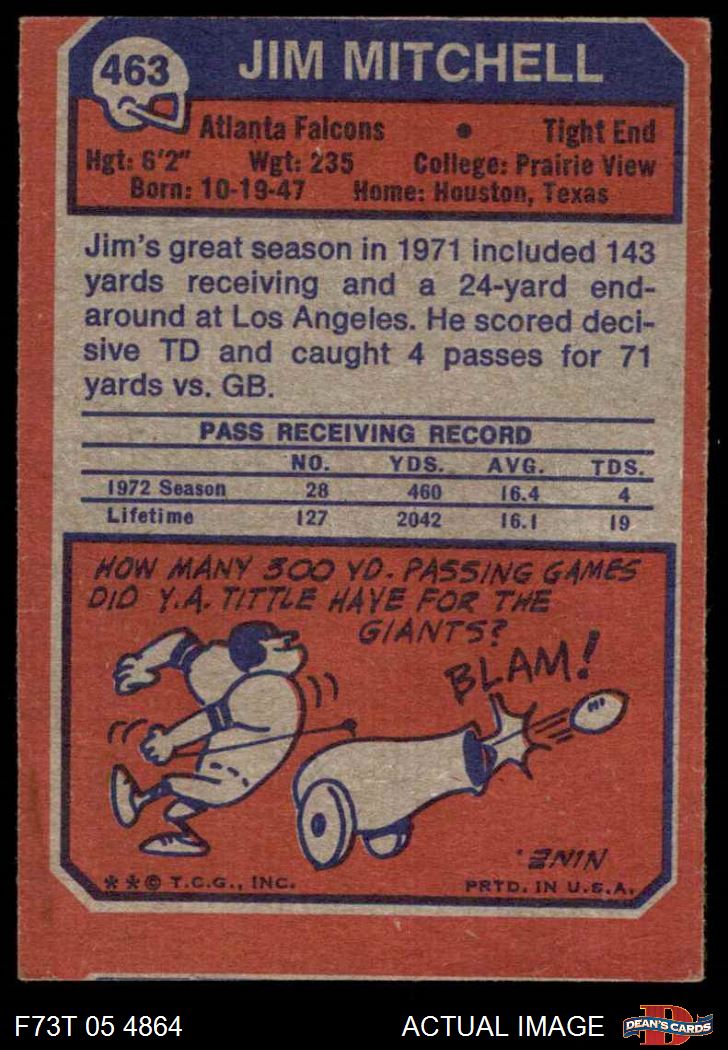 463
JIM MITCHELL
Atlanta Falcons • Tight End
Hgt: 6'2" Wgt: 235 College: Prairie View
Born: 10-19-47 Home: Houston, Texas
Jim's great season in 1971 included 143
yards receiving and a 24-yard end-
around at Los Angeles. He scored deci-
sive TD and caught 4 passes for 71
yards vs. GB.
PASS RECEIVING RECORD
NO. YDS. AVG. TDS.
1972 Season 28 460 16.4 4
Lifetime 127 2042 16.1 19
HOW MANY 300 YD. PASSING GAMES
DID Y.A. TITTLE HAVE FOR THE
GIANTS?
BLAM!
NINE.
* * © T.C.G., INC. PRTD. IN U.S.A.
F73T 05 4864 ACTUAL IMAGE
D
DEAN'S CARDS